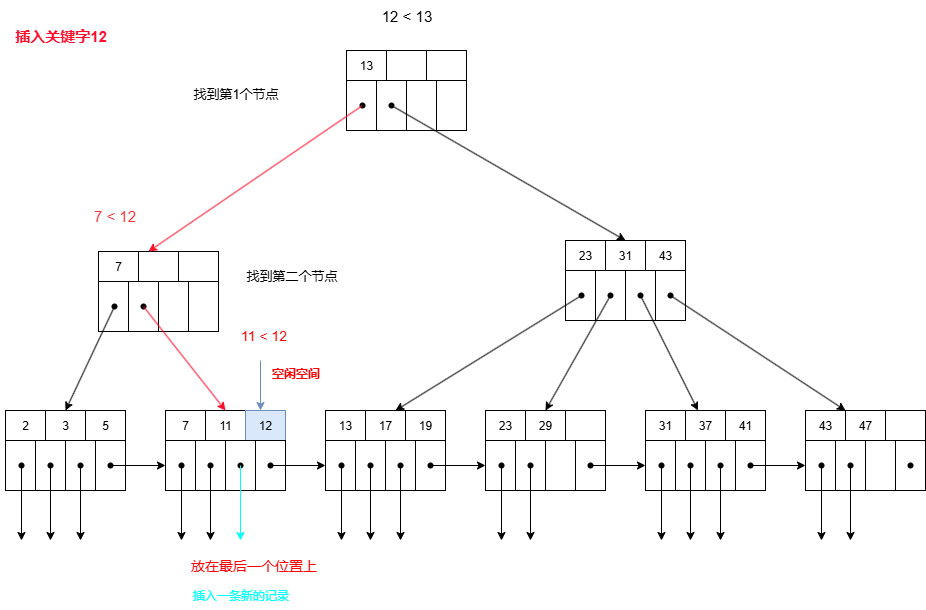 12 < 13
插入关键字12
13
找到第1个节点
7 < 12
7
找到第二个节点
23 31 43
11 < 12
空闲空间
2 3 5
7 11 12
13 17 19
23 29
31 37 41
43 47
放在最后一个位置上
插入一条新的记录